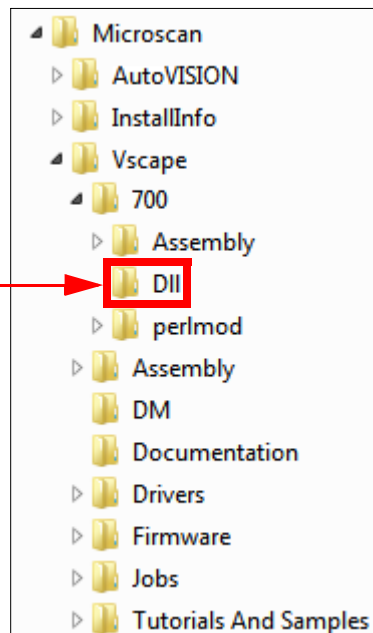 Microscan
AutoVISION
InstallInfo
Vscape
700
Assembly
Dll
perlmod
Assembly
DM
Documentation
Drivers
Firmware
Jobs
Tutorials And Samples